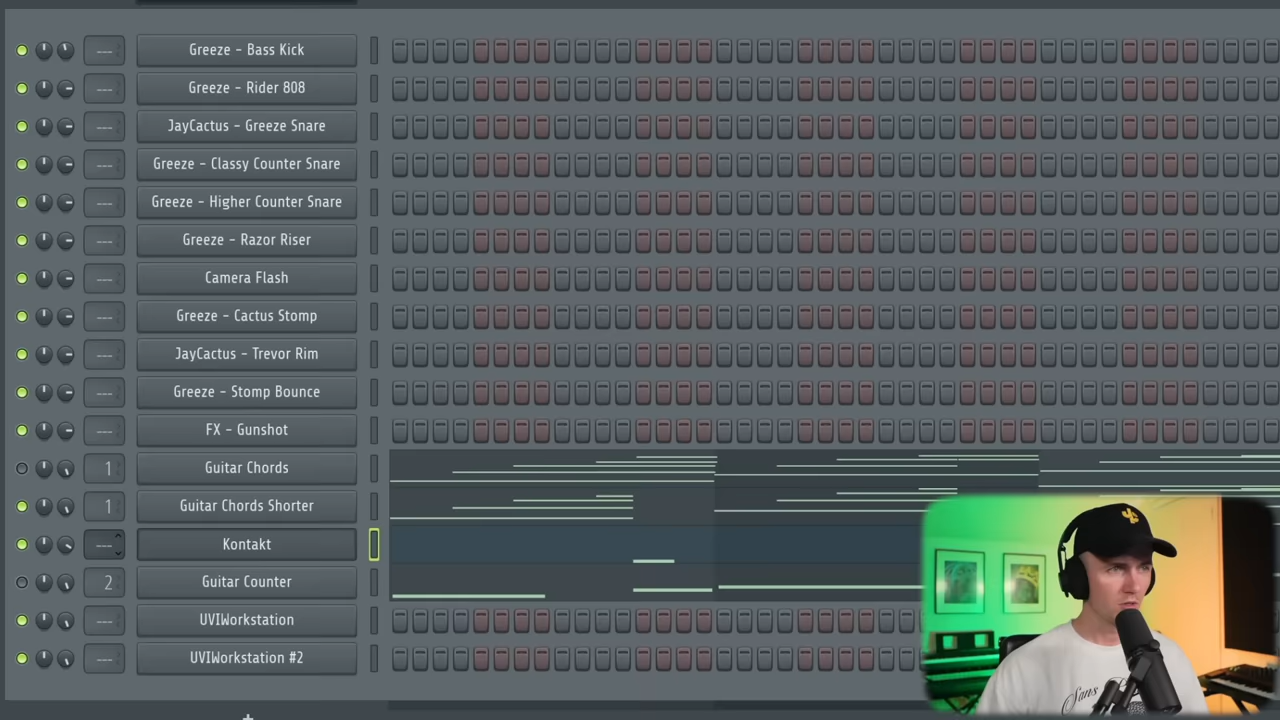 --- Greeze - Bass Kick
--- Greeze - Rider 808
--- JayCactus - Greeze Snare
--- Greeze - Classy Counter Snare
--- Greeze - Higher Counter Snare
--- Greeze - Razor Riser
--- Camera Flash
--- Greeze - Cactus Stomp
--- JayCactus - Trevor Rim
--- Greeze - Stomp Bounce
--- FX - Gunshot
1 Guitar Chords
1 Guitar Chords Shorter
--- Kontakt
2 Guitar Counter
--- UVIWorkstation
--- UVIWorkstation #2
Sans